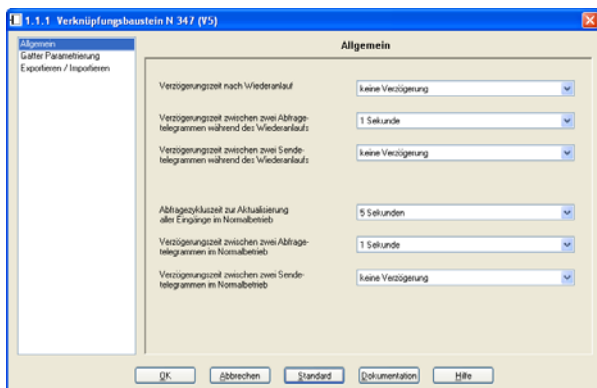 1.1.1 Verknüpfungsbaustein N 347 (V5)
Allgemein
Gatter Parametrierung
Exportieren / Importieren
Allgemein
Verzögerungszeit nach Wiederanlauf
keine Verzögerung
Verzögerungszeit zwischen zwei Abfrage-
telegrammen während des Wiederanlaufs
1 Sekunde
Verzögerungszeit zwischen zwei Sende-
telegrammen während des Wiederanlaufs
keine Verzögerung
Abfragezykluszeit zur Aktualisierung
aller Eingänge im Normalbetrieb
5 Sekunden
Verzögerungszeit zwischen zwei Abfrage-
telegrammen im Normalbetrieb
1 Sekunde
Verzögerungszeit zwischen zwei Sende-
telegrammen im Normalbetrieb
keine Verzögerung
OK
Abbrechen
Standard
Dokumentation
Hilfe